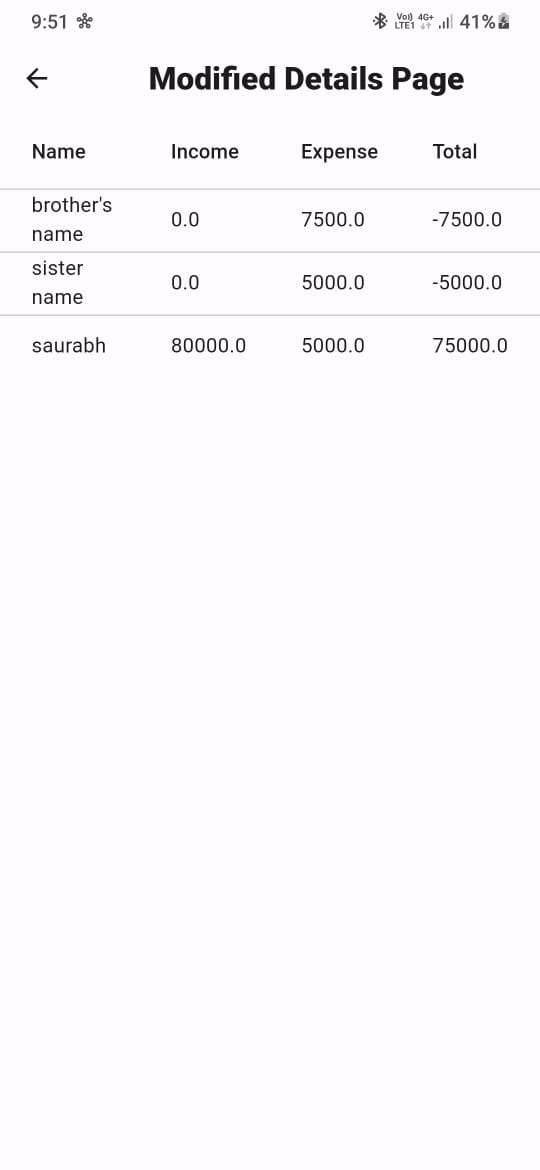 9:51 Vo)) LTE1 4G+ 41%
Modified Details Page
Name Income Expense Total
brother's name 0.0 7500.0 -7500.0
sister name 0.0 5000.0 -5000.0
saurabh 80000.0 5000.0 75000.0